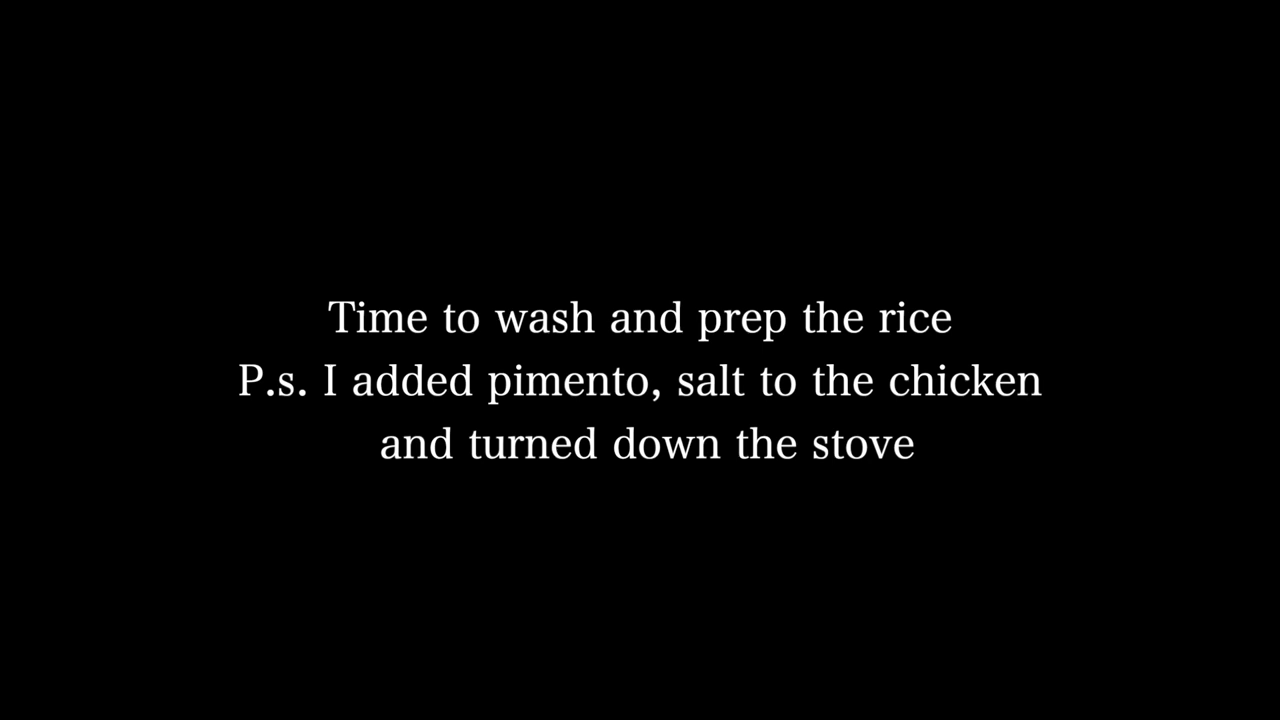 Time to wash and prep the rice
P.s. I added pimento, salt to the chicken
and turned down the stove